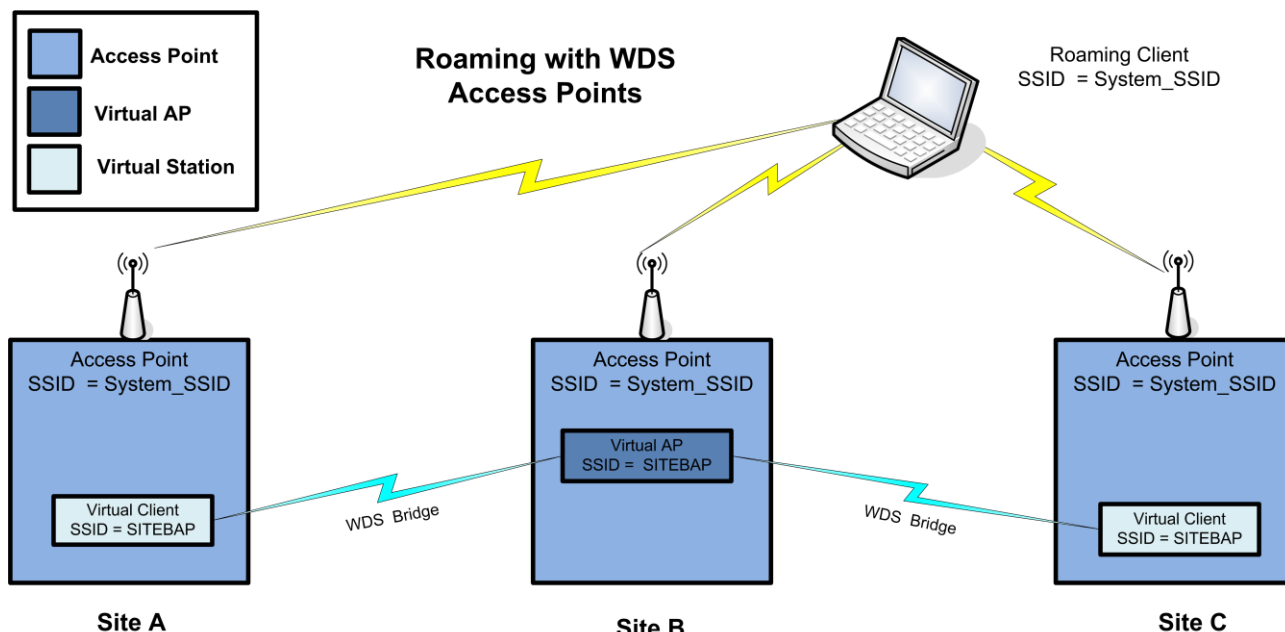 Access Point
Virtual AP
Virtual Station
Roaming with WDS
Access Points
Roaming Client
SSID = System_SSID
Access Point
SSID = System_SSID
Virtual Client
SSID = SITEBAP
WDS Bridge
Access Point
SSID = System_SSID
Virtual AP
SSID = SITEBAP
WDS Bridge
Access Point
SSID = System_SSID
Virtual Client
SSID = SITEBAP
Site A
Site B
Site C